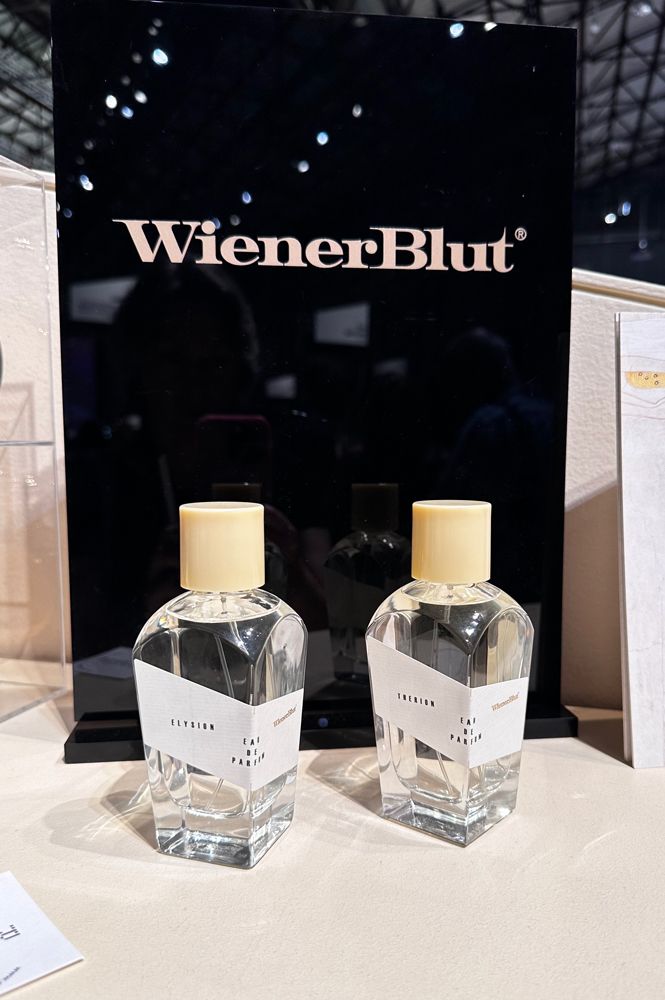 WienerBlut®
ELYSION
WienerBlut
EAU
DE
PARFUM
THERION
WienerBlut
EAU
DE
PARFUM